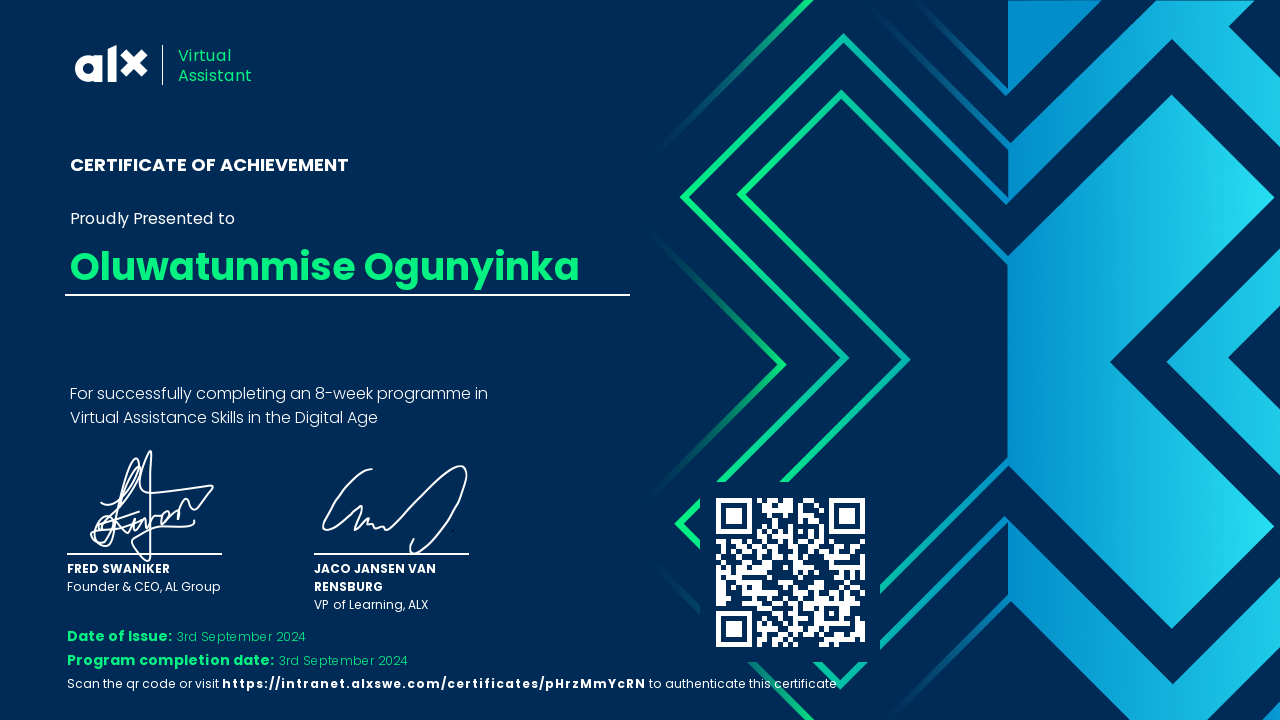 alx
Virtual
Assistant
CERTIFICATE OF ACHIEVEMENT
Proudly Presented to
Oluwatunmise Ogunyinka
For successfully completing an 8-week programme in
Virtual Assistance Skills in the Digital Age
FRED SWANIKER
Founder & CEO, AL Group
JACO JANSEN VAN
RENSBURG
VP of Learning, ALX
Date of Issue: 3rd September 2024
Program completion date: 3rd September 2024
Scan the qr code or visit https://intranet.alxswe.com/certificates/pHrzMmYcRN to authenticate this certificate